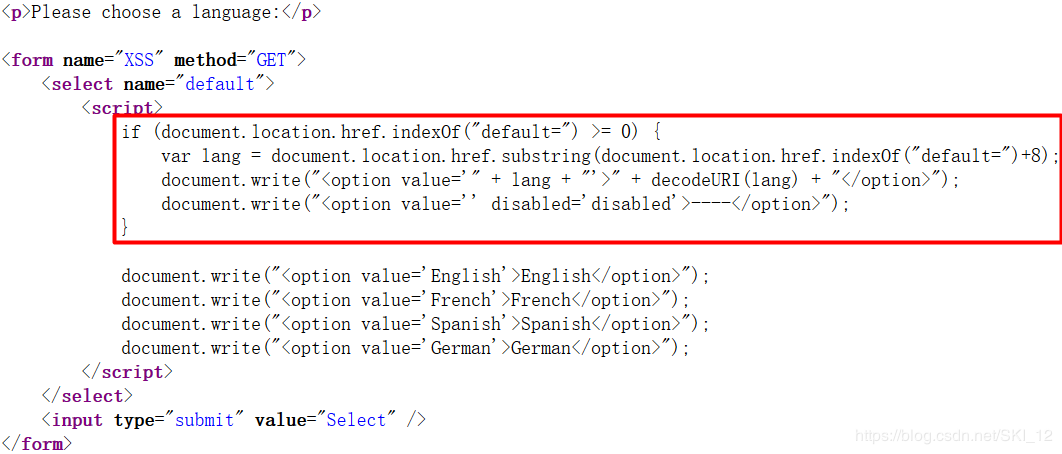 <p>Please choose a language:</p>
<form name="XSS" method="GET">
<select name="default">
<script>
if (document.location.href.indexOf("default=") >= 0) {
var lang = document.location.href.substring(document.location.href.indexOf("default=")+8);
document.write("<option value='" + lang + "'>" + decodeURI(lang) + "</option>");
document.write("<option value='' disabled='disabled'>----</option>");
}
document.write("<option value='English'>English</option>");
document.write("<option value='French'>French</option>");
document.write("<option value='Spanish'>Spanish</option>");
document.write("<option value='German'>German</option>");
</script>
</select>
<input type="submit" value="Select" />
</form>
https://blog.csdn.net/SKI_12